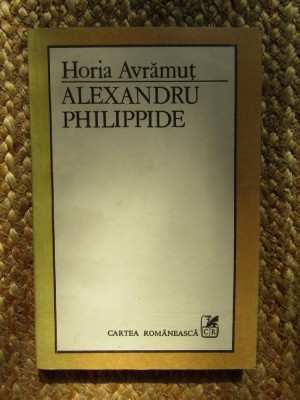 Horia Avrămuț
ALEXANDRU
PHILIPPIDE
CARTEA ROMÂNEASCĂ
CR